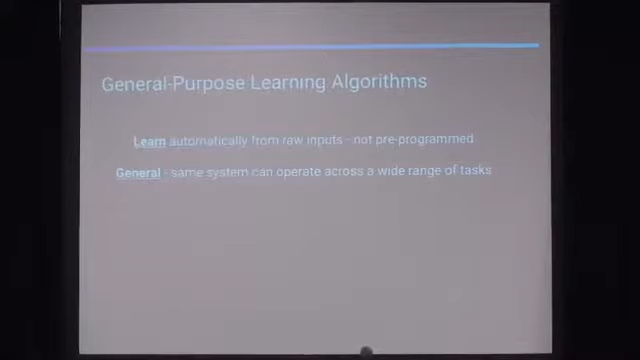 General-Purpose Learning Algorithms
Learn automatically from raw inputs - not pre-programmed
General - same system can operate across a wide range of tasks